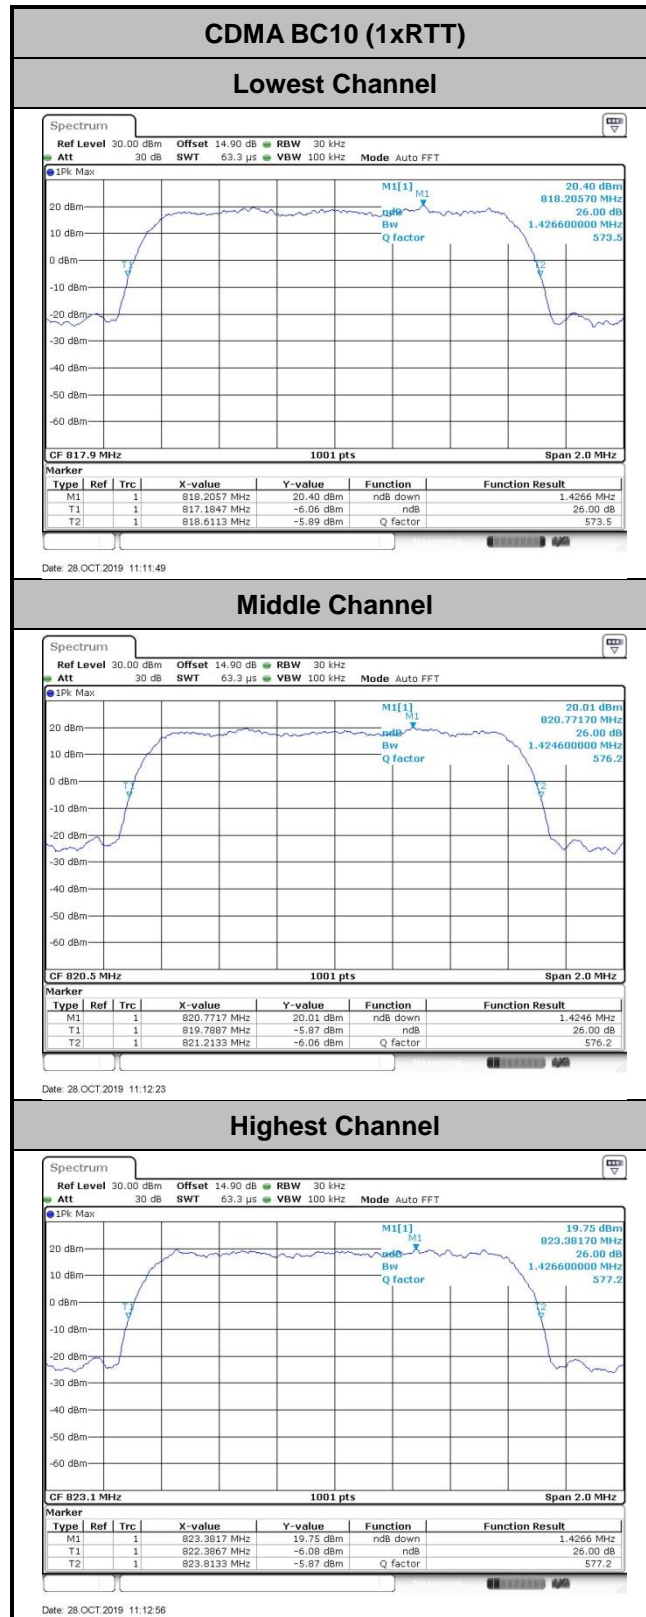 CDMA BC10 (1xRTT)
Lowest Channel
Spectrum
Ref Level 30.00 dBm Offset 14.90 dB RBW 30 kHz
Att 30 dB SWT 63.3 µs VBW 100 kHz Mode Auto FFT
1Pk Max
M1[1] 20.40 dBm
M1
818.20570 MHz
20 dBm
ndB 26.00 dB
Bw 1.426600000 MHz
10 dBm
Q factor 573.5
0 dBm
T1 T2
-10 dBm
-20 dBm
-30 dBm
-40 dBm
-50 dBm
-60 dBm
CF 817.9 MHz 1001 pts Span 2.0 MHz
Marker
Type Ref Trc X-value Y-value Function Function Result
M1 1 818.2057 MHz 20.40 dBm ndB down 1.4266 MHz
T1 1 817.1847 MHz -6.06 dBm ndB 26.00 dB
T2 1 818.6113 MHz -5.89 dBm Q factor 573.5
Date: 28.OCT.2019 11:11:49
Middle Channel
Spectrum
Ref Level 30.00 dBm Offset 14.90 dB RBW 30 kHz
Att 30 dB SWT 63.3 µs VBW 100 kHz Mode Auto FFT
1Pk Max
M1[1] 20.01 dBm
M1
820.77170 MHz
20 dBm
ndB 26.00 dB
Bw 1.424600000 MHz
10 dBm
Q factor 576.2
0 dBm
T1 T2
-10 dBm
-20 dBm
-30 dBm
-40 dBm
-50 dBm
-60 dBm
CF 820.5 MHz 1001 pts Span 2.0 MHz
Marker
Type Ref Trc X-value Y-value Function Function Result
M1 1 820.7717 MHz 20.01 dBm ndB down 1.4246 MHz
T1 1 819.7887 MHz -5.87 dBm ndB 26.00 dB
T2 1 821.2133 MHz -6.06 dBm Q factor 576.2
Date: 28.OCT.2019 11:12:23
Highest Channel
Spectrum
Ref Level 30.00 dBm Offset 14.90 dB RBW 30 kHz
Att 30 dB SWT 63.3 µs VBW 100 kHz Mode Auto FFT
1Pk Max
M1[1] 19.75 dBm
M1
823.38170 MHz
20 dBm
ndB 26.00 dB
Bw 1.426600000 MHz
10 dBm
Q factor 577.2
0 dBm
T1 T2
-10 dBm
-20 dBm
-30 dBm
-40 dBm
-50 dBm
-60 dBm
CF 823.1 MHz 1001 pts Span 2.0 MHz
Marker
Type Ref Trc X-value Y-value Function Function Result
M1 1 823.3817 MHz 19.75 dBm ndB down 1.4266 MHz
T1 1 822.3867 MHz -6.08 dBm ndB 26.00 dB
T2 1 823.8133 MHz -5.87 dBm Q factor 577.2
Date: 28.OCT.2019 11:12:56